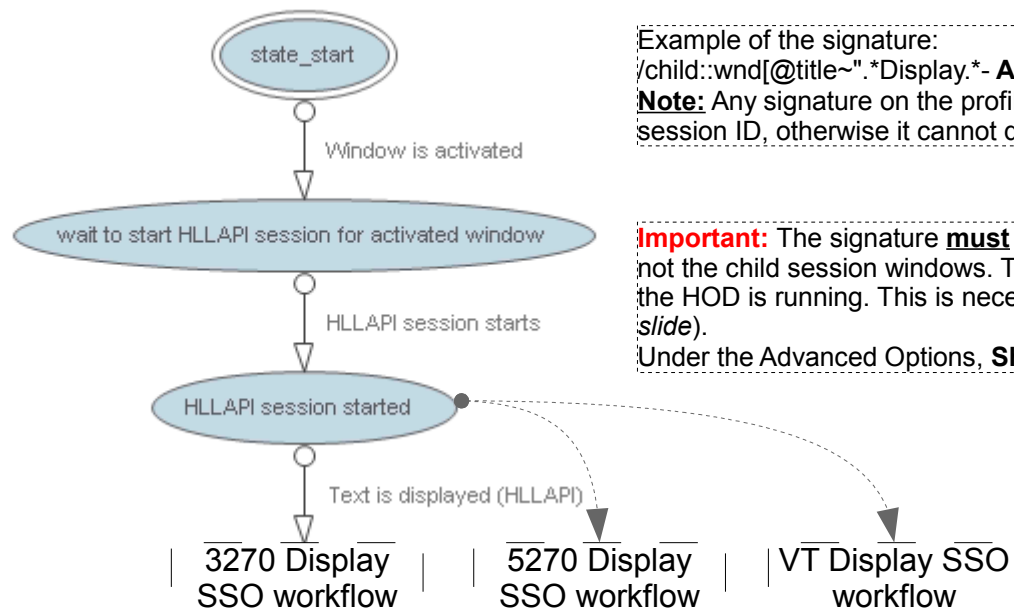 state_start
Example of the signature:
/child::wnd[@title~".*Display.*- A
Note: Any signature on the profi
session ID, otherwise it cannot
Window is activated
wait to start HLLAPI session for activated window
Important: The signature must
not the child session windows. T
the HOD is running. This is nece
slide).
Under the Advanced Options,
HLLAPI session starts
HLLAPI session started
Text is displayed (HLLAPI)
3270 Display
SSO workflow
5270 Display
SSO workflow
VT Display SSO
workflow